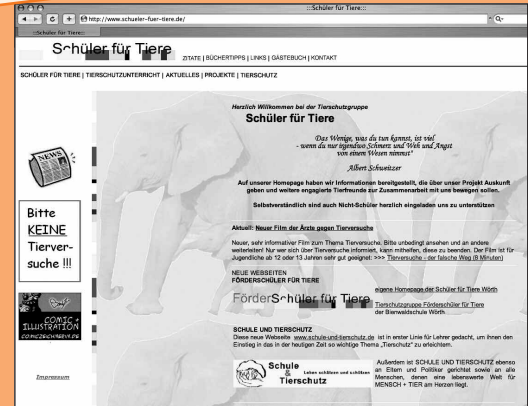 :::Schüler für Tiere:::
http://www.schueler-fuer-tiere.de/
:::Schüler für Tiere:::
Schüler für Tiere
ZITATE | BÜCHERTIPPS | LINKS | GÄSTEBUCH | KONTAKT
SCHÜLER FÜR TIERE | TIERSCHUTZUNTERRICHT | AKTUELLES | PROJEKTE | TIERSCHUTZ
Herzlich Willkommen bei der Tierschutzgruppe
Schüler für Tiere
Das Wenige, was du tun kannst, ist viel
- wenn du nur irgendwo Schmerz und Weh und Angst
von einem Wesen nimmst"
Albert Schweitzer
Auf unserer Homepage haben wir Informationen bereitgestellt, die über unser Projekt Auskunft
geben und weitere engagierte Tierfreunde zur Zusammenarbeit mit uns bewegen sollen.
Selbstverständlich sind auch Nicht-Schüler herzlich eingeladen uns zu unterstützen
NEWS
Bitte
KEINE
Tierver-
suche !!!
COMIC +
ILLUSTRATION
COMICZEICHNERIN.DE
Impressum
Aktuell: Neuer Film der Ärzte gegen Tierversuche
Neuer, sehr informativer Film zum Thema Tierversuche. Bitte unbedingt ansehen und an andere
weiterleiten! Nur wer sich über Tierversuche informiert, kann mithelfen, diese zu beenden. Der Film ist für
Jugendliche ab 12 oder 13 Jahren sehr gut geeignet: >>> Tierversuche - der falsche Weg (8 Minuten)
NEUE WEBSEITEN
FÖRDERSCHÜLER FÜR TIERE
FörderSchüler für Tiere
eigene Homepage der Schüler für Tiere Wörth
Tierschutzgruppe Förderschüler für Tiere
der Bienwaldschule Wörth
SCHULE UND TIERSCHUTZ
Diese neue Webseite www.schule-und-tierschutz.de ist in erster Linie für Lehrer gedacht, um ihnen den
Einstieg in das in der heutigen Zeit so wichtige Thema „Tierschutz" zu erleichtern.
Schule
&
Tierschutz
Leben schätzen und schützen
Außerdem ist SCHULE UND TIERSCHUTZ ebenso
an Eltern und Politiker gerichtet sowie an alle
Menschen, denen eine lebenswerte Welt für
MENSCH + TIER am Herzen liegt.